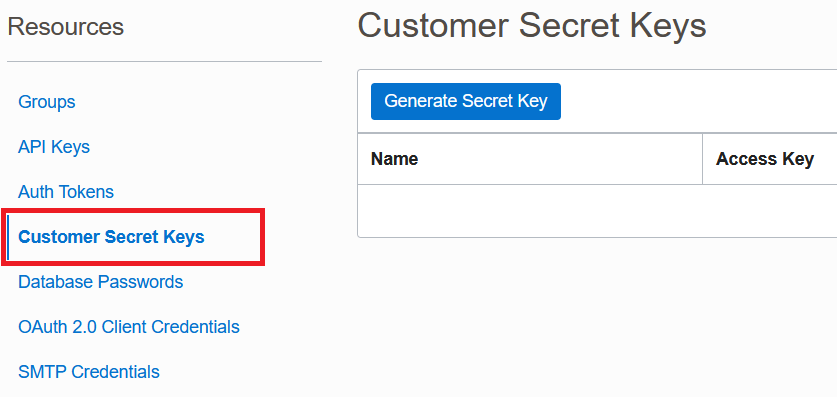 Resources
Groups
API Keys
Auth Tokens
Customer Secret Keys
Database Passwords
OAuth 2.0 Client Credentials
SMTP Credentials
Customer Secret Keys
Generate Secret Key
Name
Access Key